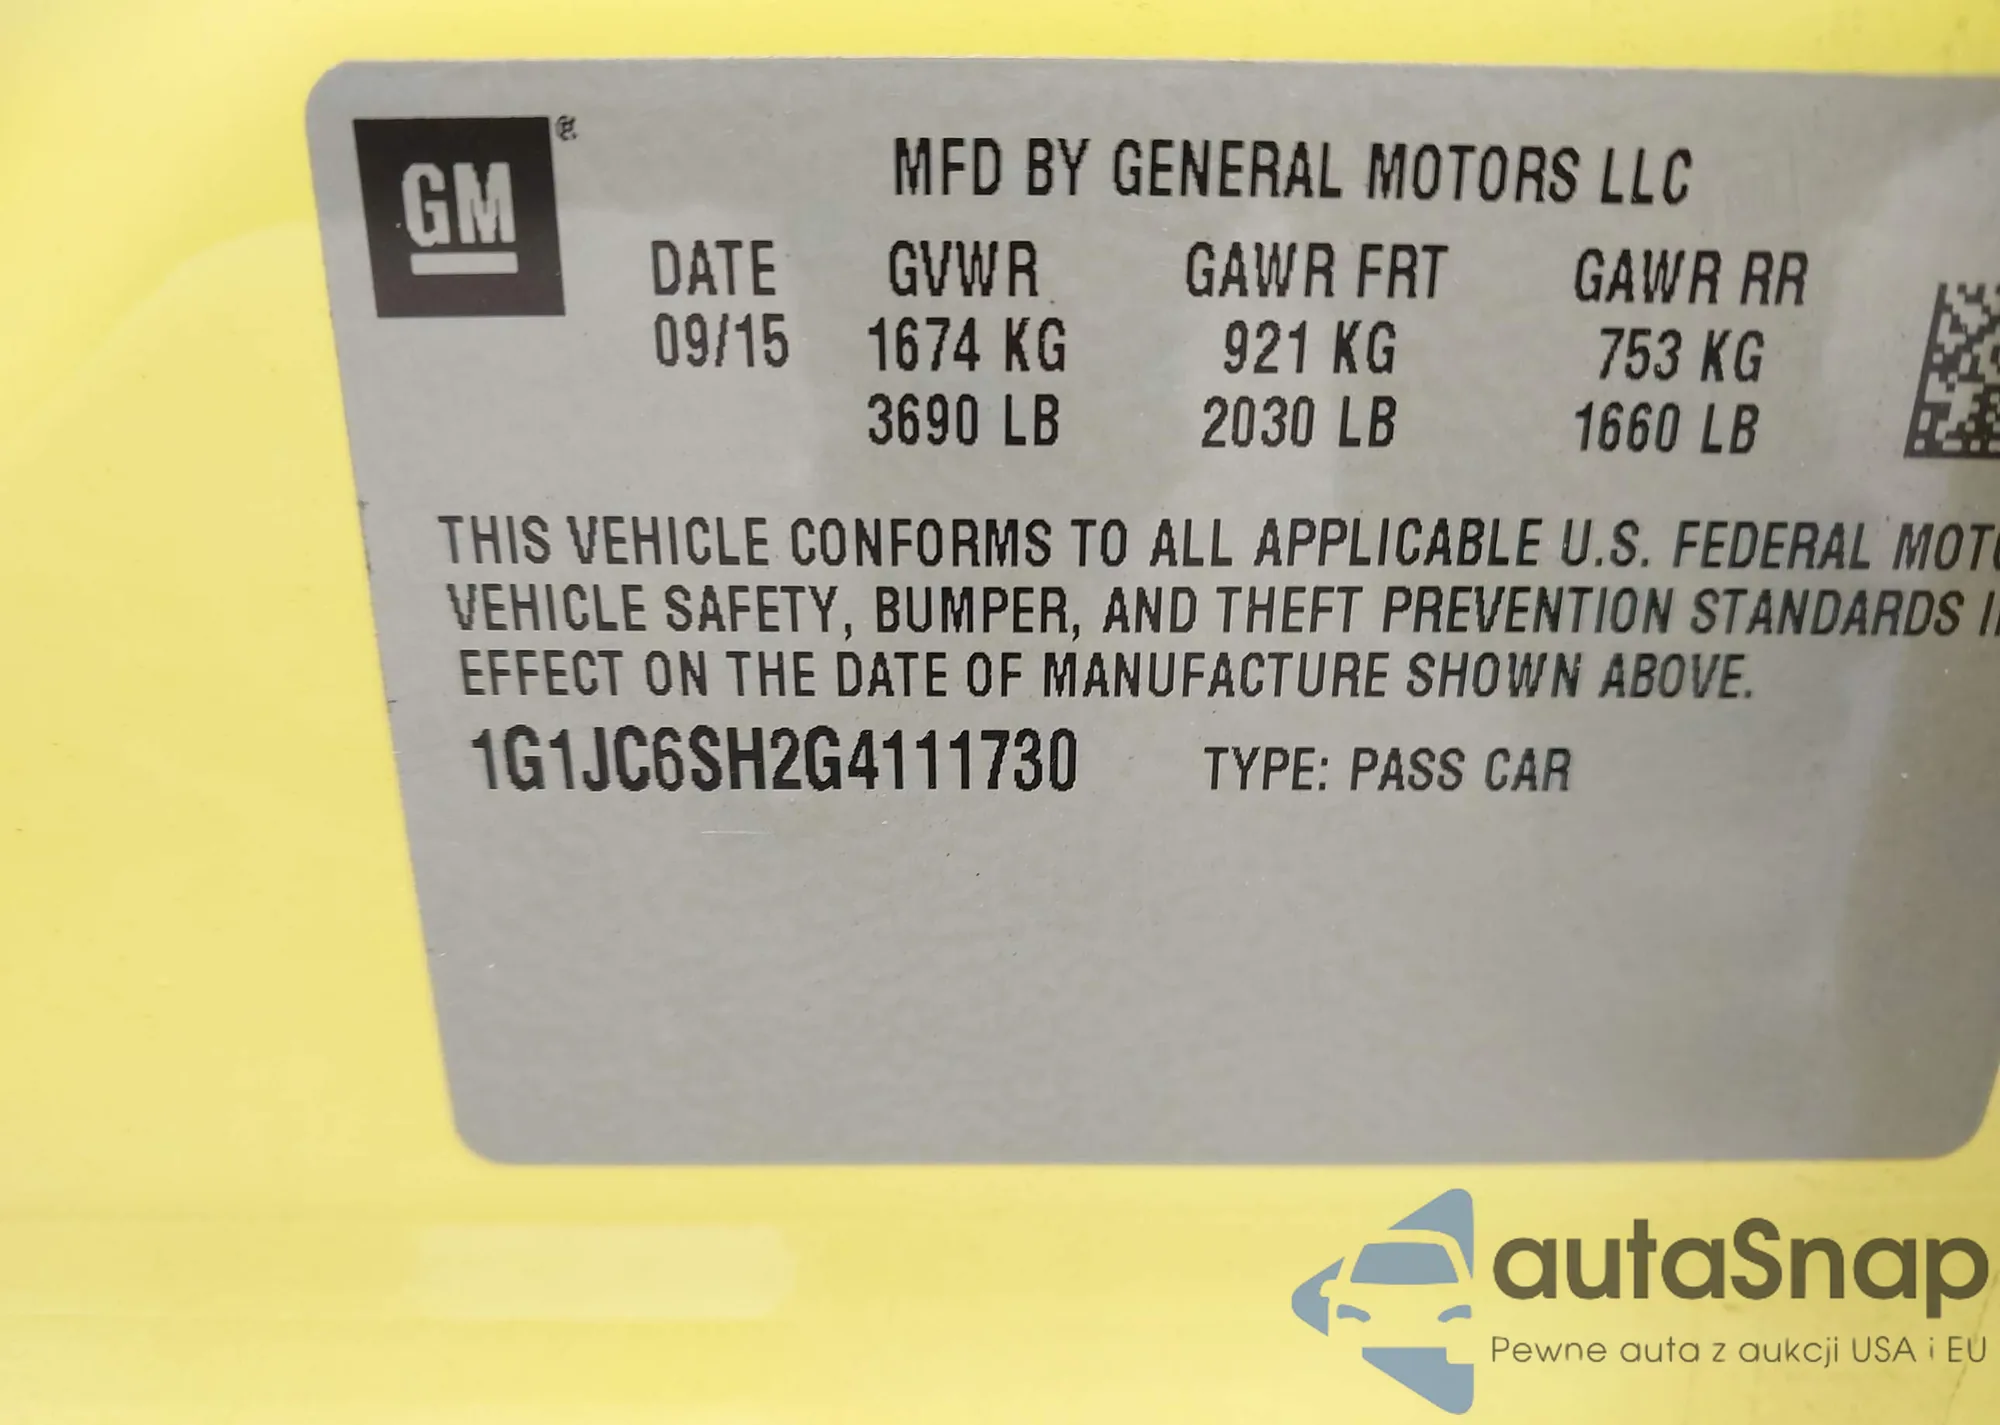 GM ®
MFD BY GENERAL MOTORS LLC
DATE GVWR GAWR FRT GAWR RR
09/15 1674 KG 921 KG 753 KG
3690 LB 2030 LB 1660 LB
THIS VEHICLE CONFORMS TO ALL APPLICABLE U.S. FEDERAL MOTO
VEHICLE SAFETY, BUMPER, AND THEFT PREVENTION STANDARDS I
EFFECT ON THE DATE OF MANUFACTURE SHOWN ABOVE.
1G1JC6SH2G4111730 TYPE: PASS CAR
autaSnap
Pewne auta z aukcji USA i EU